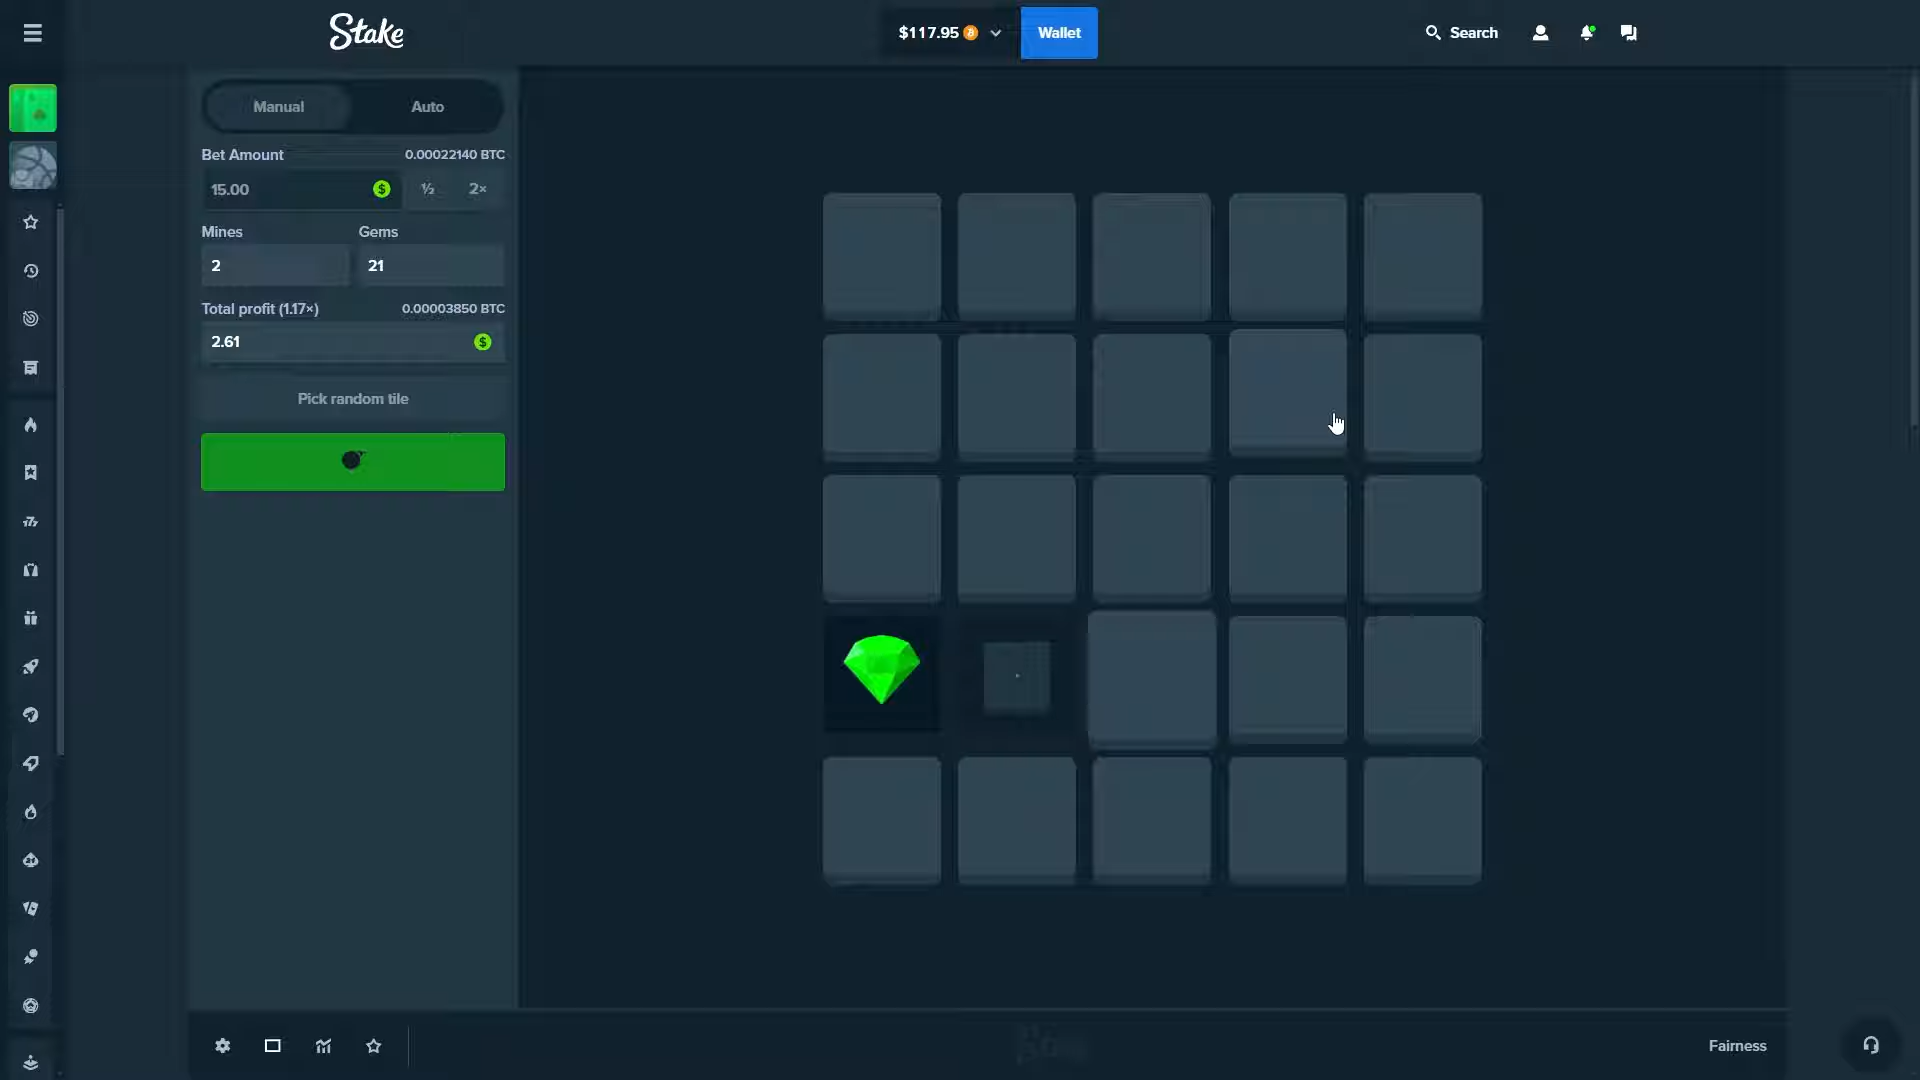 Stake
$117.95
Wallet
Search
Manual
Auto
Bet Amount
0.00022140 BTC
15.00
$
½
2×
Mines
Gems
2
21
Total profit (1.17×)
0.00003850 BTC
2.61
$
Pick random tile
Fairness